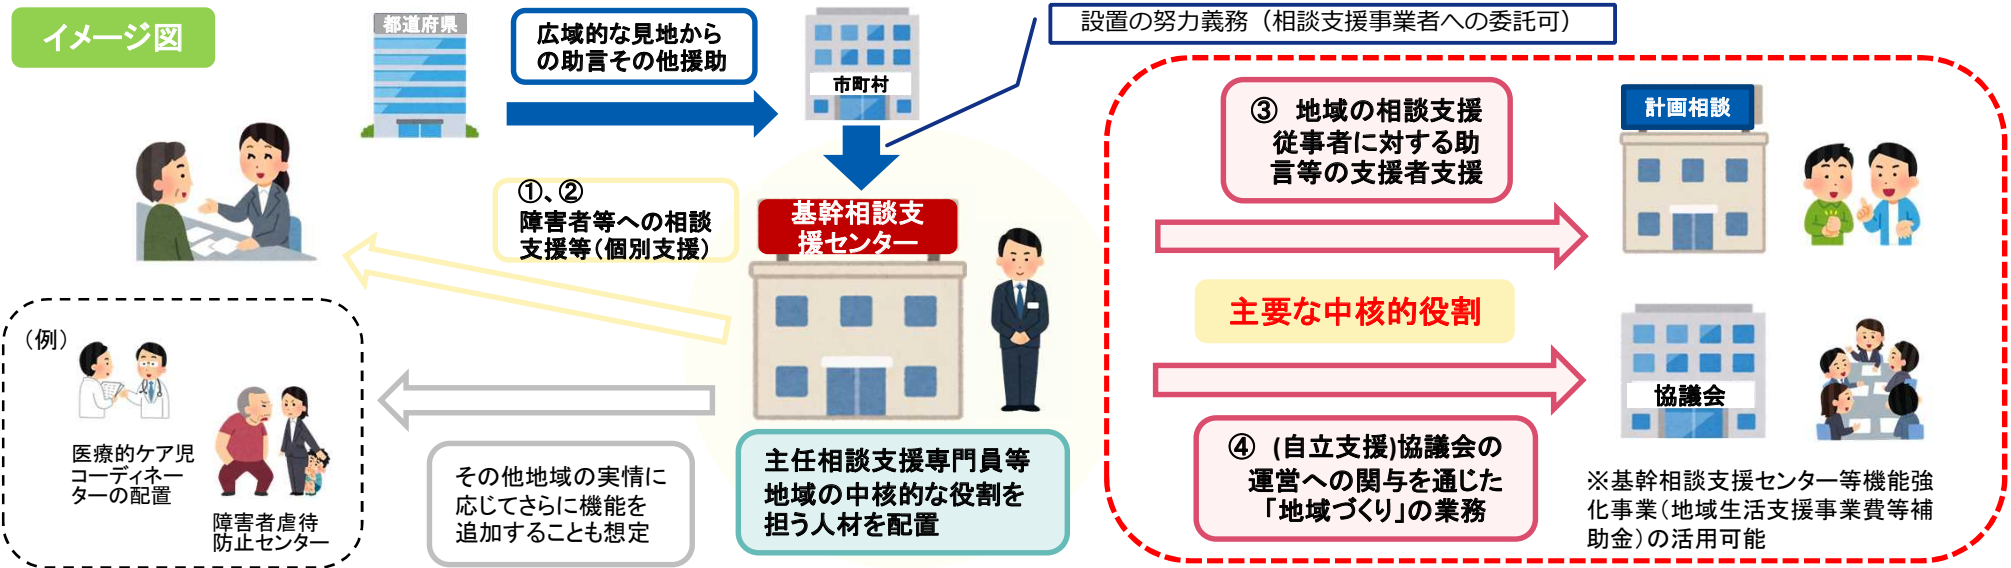 イメージ図
都道府県
広域的な見地から
の助言その他援助
市町村
設置の努力義務（相談支援事業者への委託可）
①、②
障害者等への相談
支援等（個別支援）
基幹相談支
援センター
③　地域の相談支援
従事者に対する助
言等の支援者支援
計画相談
主要な中核的役割
（例）
医療的ケア児
コーディネー
ターの配置
障害者虐待
防止センター
その他地域の実情に
応じてさらに機能を
追加することも想定
主任相談支援専門員等
地域の中核的な役割を
担う人材を配置
④　(自立支援)協議会の
運営への関与を通じた
「地域づくり」の業務
協議会
※基幹相談支援センター等機能強
化事業（地域生活支援事業費等補
助金）の活用可能